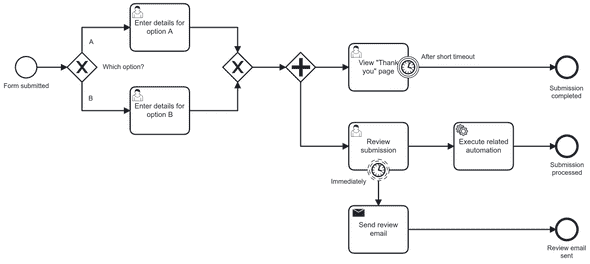 Form submitted
A
Which option?
B
Enter details for
option A
Enter details for
option B
View "Thank
you" page
After short timeout
Submission
completed
Review
submission
Immediately
Execute related
automation
Submission
processed
Send review
email
Review email
sent